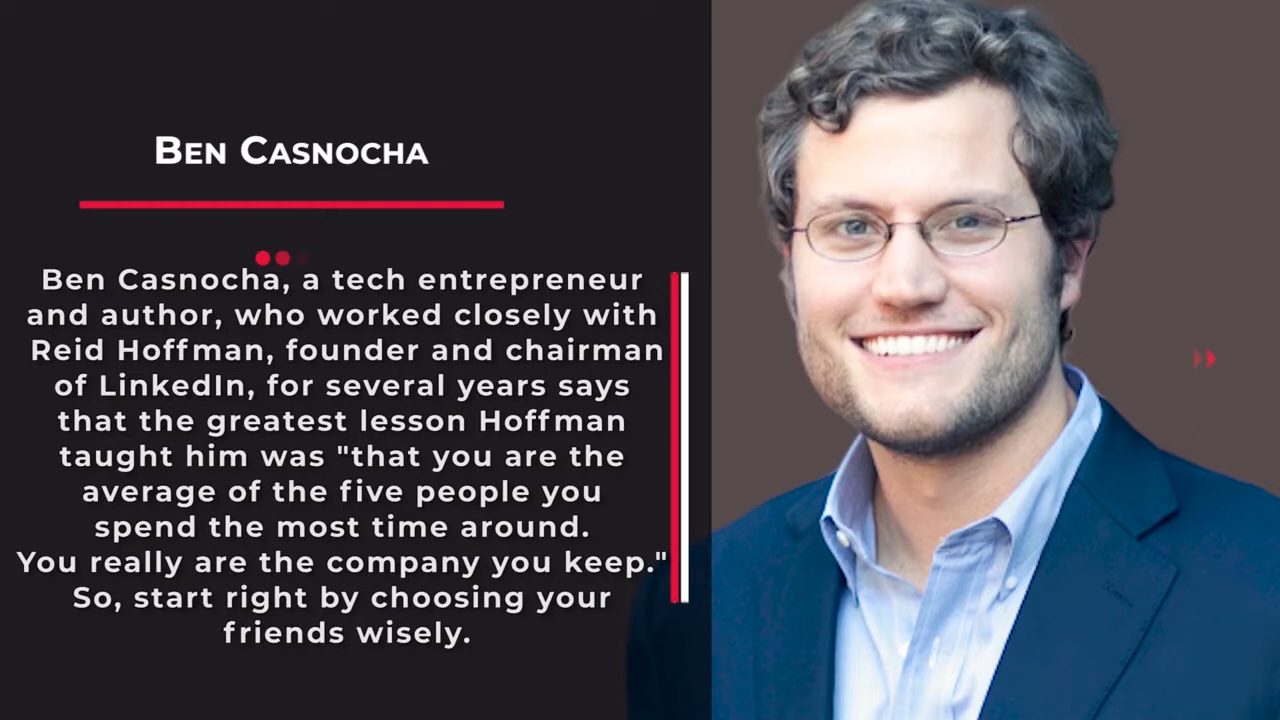 Ben Casnocha
Ben Casnocha, a tech entrepreneur
and author, who worked closely with
Reid Hoffman, founder and chairman
of LinkedIn, for several years says
that the greatest lesson Hoffman
taught him was "that you are the
average of the five people you
spend the most time around.
You really are the company you keep."
So, start right by choosing your
friends wisely.